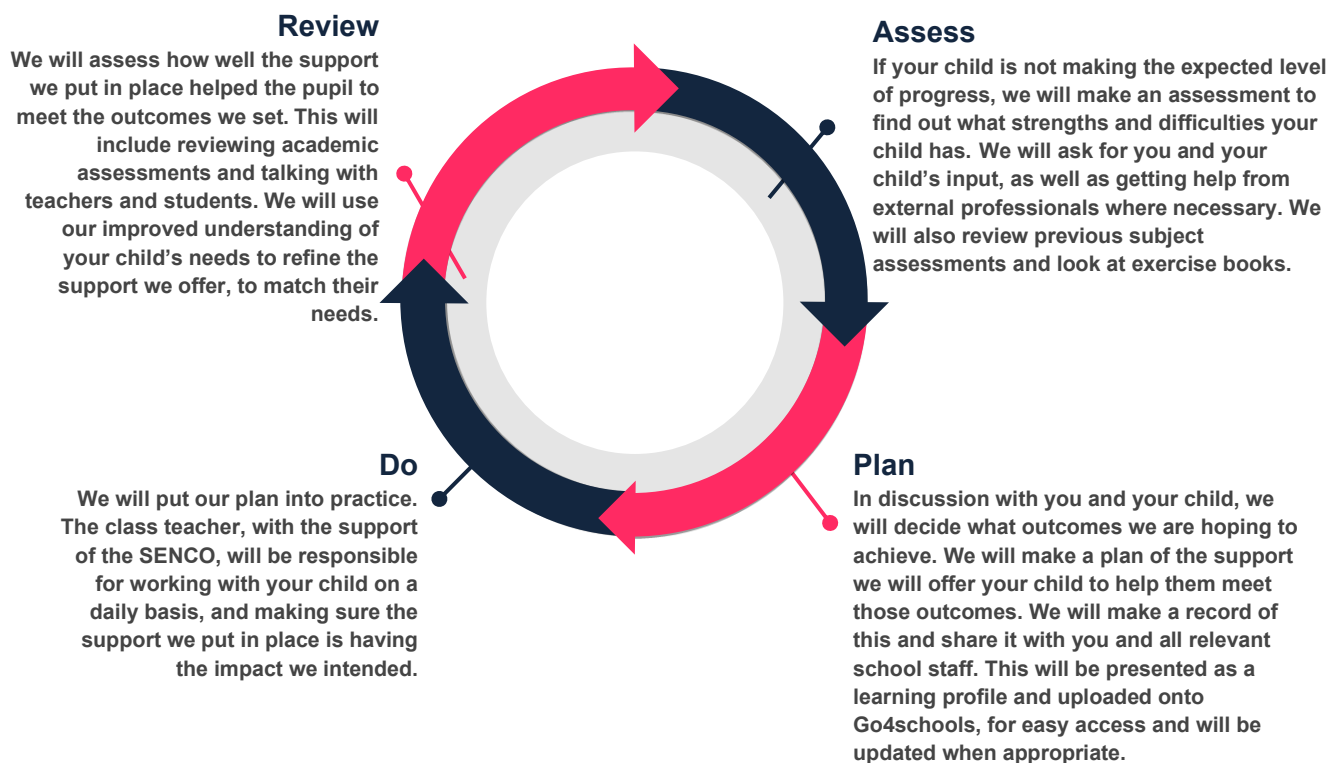 Review
We will assess how well the support
we put in place helped the pupil to
meet the outcomes we set. This will
include reviewing academic
assessments and talking with
teachers and students. We will use
our improved understanding of
your child’s needs to refine the
support we offer, to match their
needs.
Assess
If your child is not making the expected level
of progress, we will make an assessment to
find out what strengths and difficulties your
child has. We will ask for you and your
child’s input, as well as getting help from
external professionals where necessary. We
will also review previous subject
assessments and look at exercise books.
Do
We will put our plan into practice.
The class teacher, with the support
of the SENCO, will be responsible
for working with your child on a
daily basis, and making sure the
support we put in place is having
the impact we intended.
Plan
In discussion with you and your child, we
will decide what outcomes we are hoping to
achieve. We will make a plan of the support
we will offer your child to help them meet
those outcomes. We will make a record of
this and share it with you and all relevant
school staff. This will be presented as a
learning profile and uploaded onto
Go4schools, for easy access and will be
updated when appropriate.